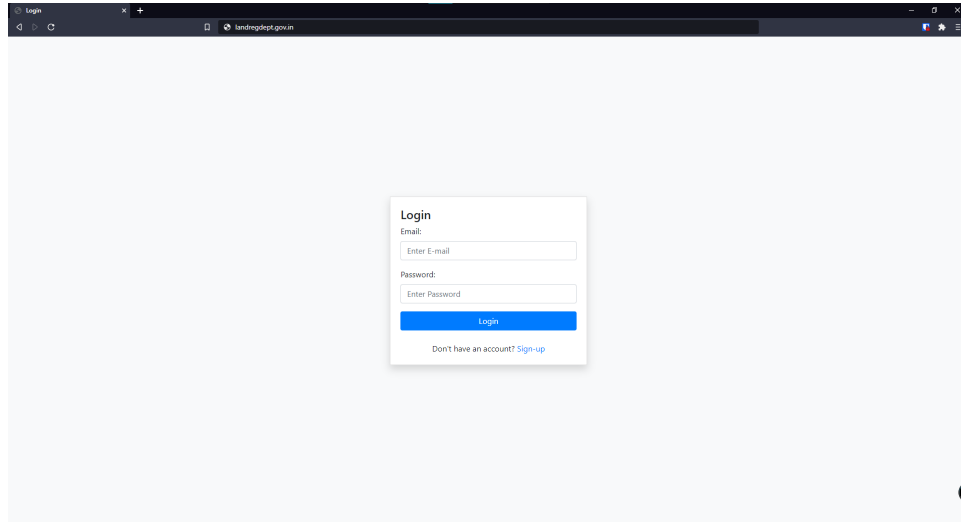 Login
landregdept.gov.in
Login
Email:
Enter E-mail
Password:
Enter Password
Login
Don't have an account? Sign-up